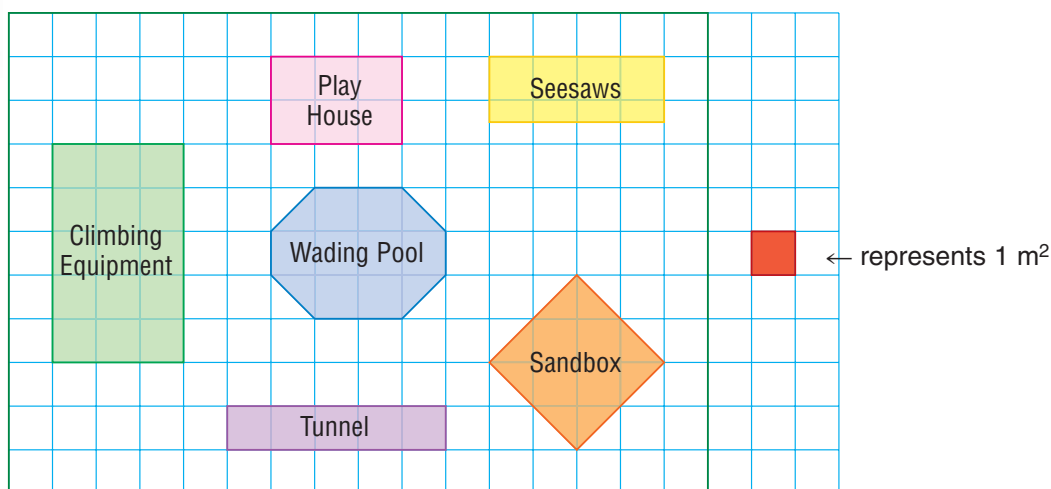 Play
House
Seesaws
Climbing
Equipment
Wading Pool
← represents 1 m²
Sandbox
Tunnel